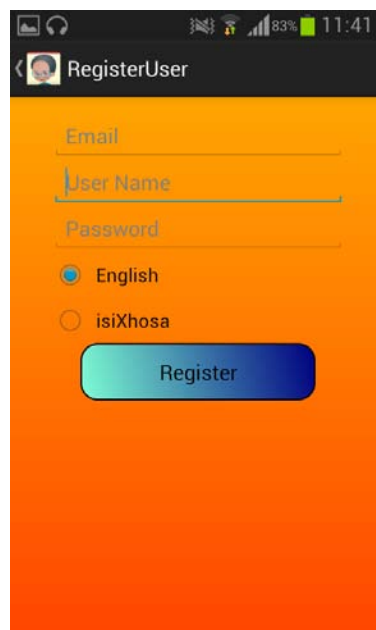 83% 11:41
RegisterUser
Email
User Name
Password
English
isiXhosa
Register